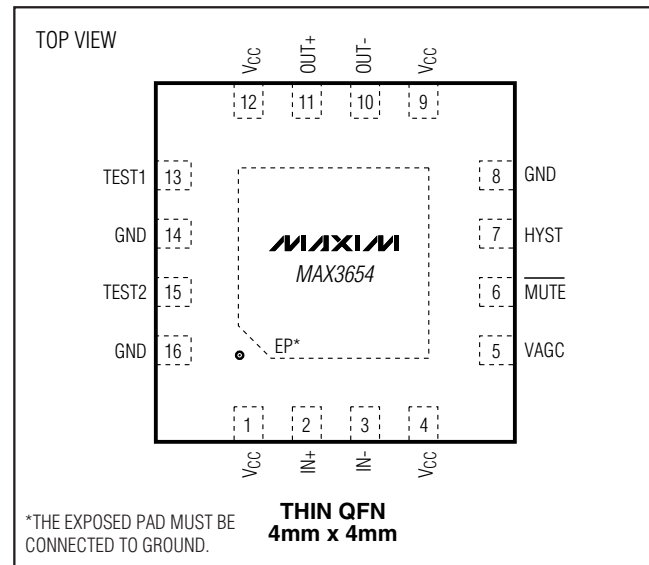 TOP VIEW
VCC
OUT+
OUT-
VCC
12
11
10
9
TEST1 13
GND 14
TEST2 15
GND 16
8 GND
7 HYST
6 MUTE
5 VAGC
MAXIM
MAX3654
EP*
1
2
3
4
VCC
IN+
IN-
VCC
*THE EXPOSED PAD MUST BE
CONNECTED TO GROUND.
THIN QFN
4mm x 4mm